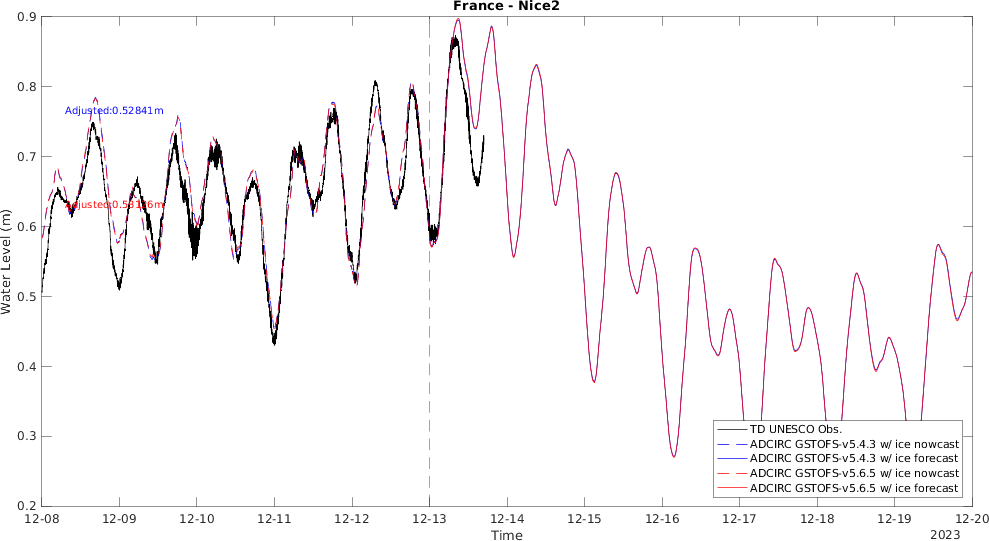 France - Nice2
0.9
0.8
0.7
0.6
0.5
0.4
0.3
0.2
Water Level (m)
Adjusted:0.52841m
TD UNESCO Obs.
ADCIRC GSTOFS-v5.4.3 w/ ice nowcast
ADCIRC GSTOFS-v5.4.3 w/ ice forecast
ADCIRC GSTOFS-v5.6.5 w/ ice nowcast
ADCIRC GSTOFS-v5.6.5 w/ ice forecast
12-08 12-09 12-10 12-11 12-12 12-13 12-14 12-15 12-16 12-17 12-18 12-19 12-20
Time
2023